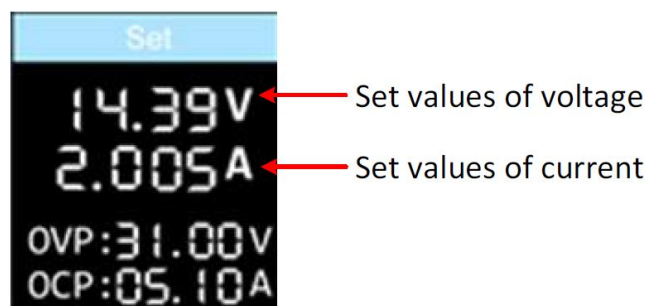 Set
14.39V
Set values of voltage
2.005A
Set values of current
OVP:31.00V
OCP:05.10A